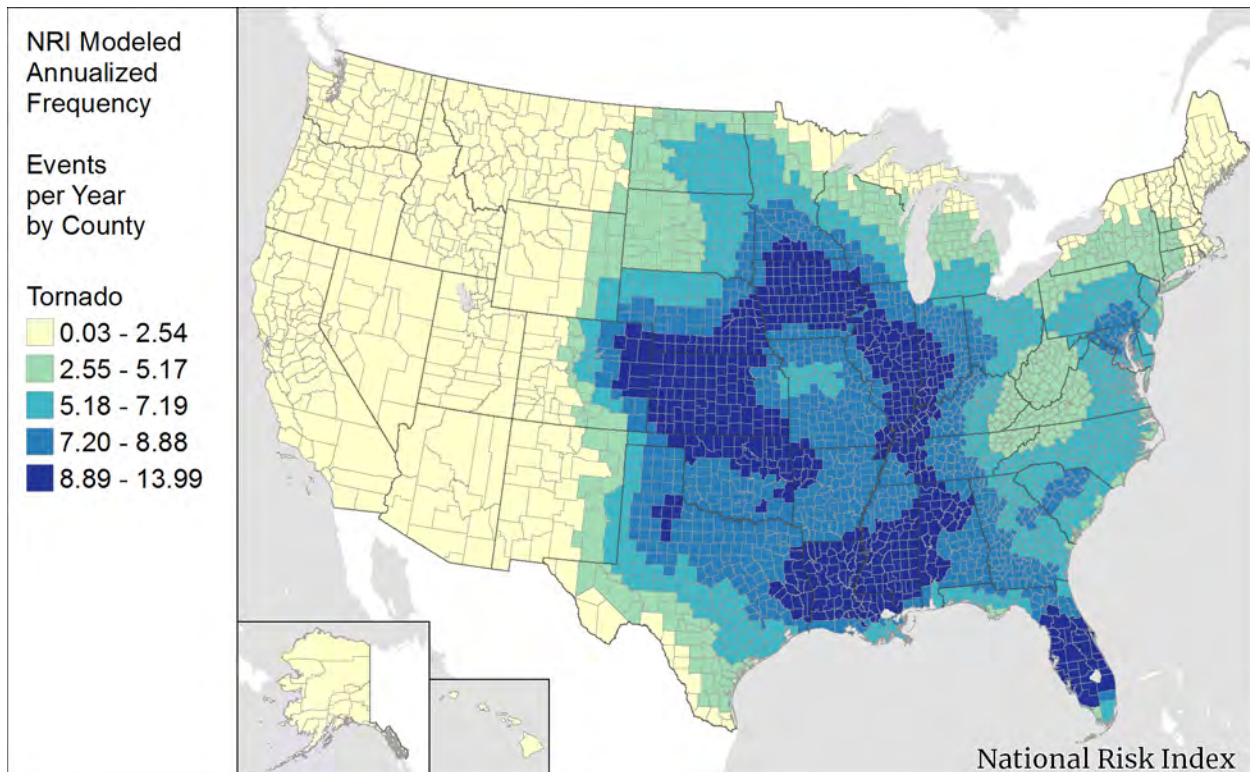 NRI Modeled
Annualized
Frequency
Events
per Year
by County
Tornado
0.03 - 2.54
2.55 - 5.17
5.18 - 7.19
7.20 - 8.88
8.89 - 13.99
National Risk Index